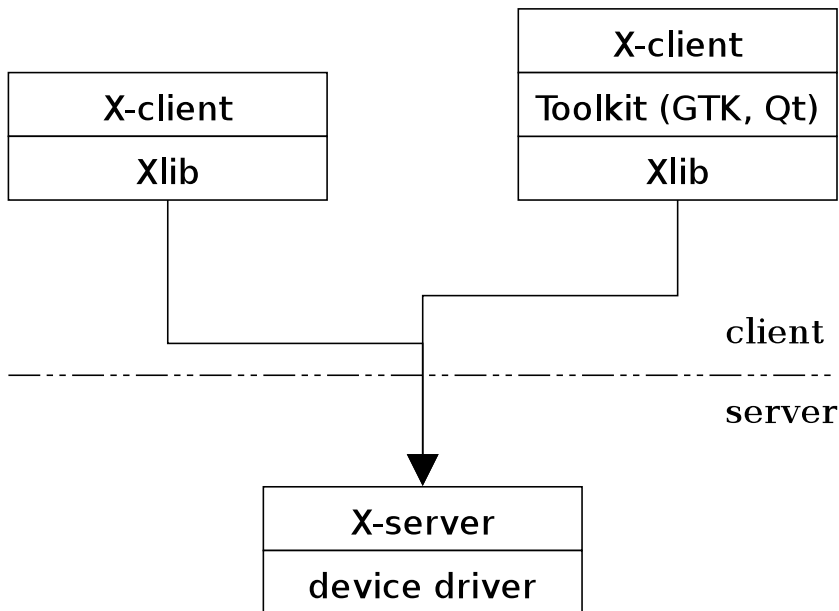 X-client
Xlib
X-client
Toolkit (GTK, Qt)
Xlib
client
server
X-server
device driver